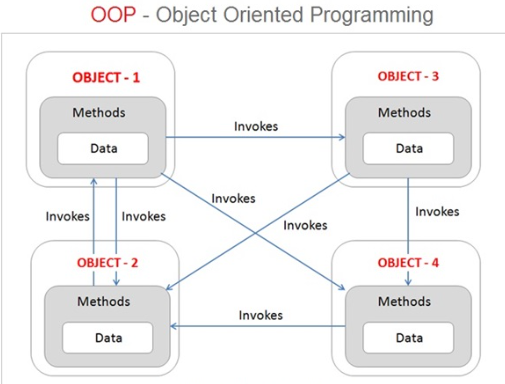 OOP - Object Oriented Programming
OBJECT - 1
Methods
Data
OBJECT - 3
Methods
Data
Invokes
Invokes
Invokes
Invokes
Invokes
Invokes
OBJECT - 2
Methods
Data
OBJECT - 4
Methods
Data
Invokes